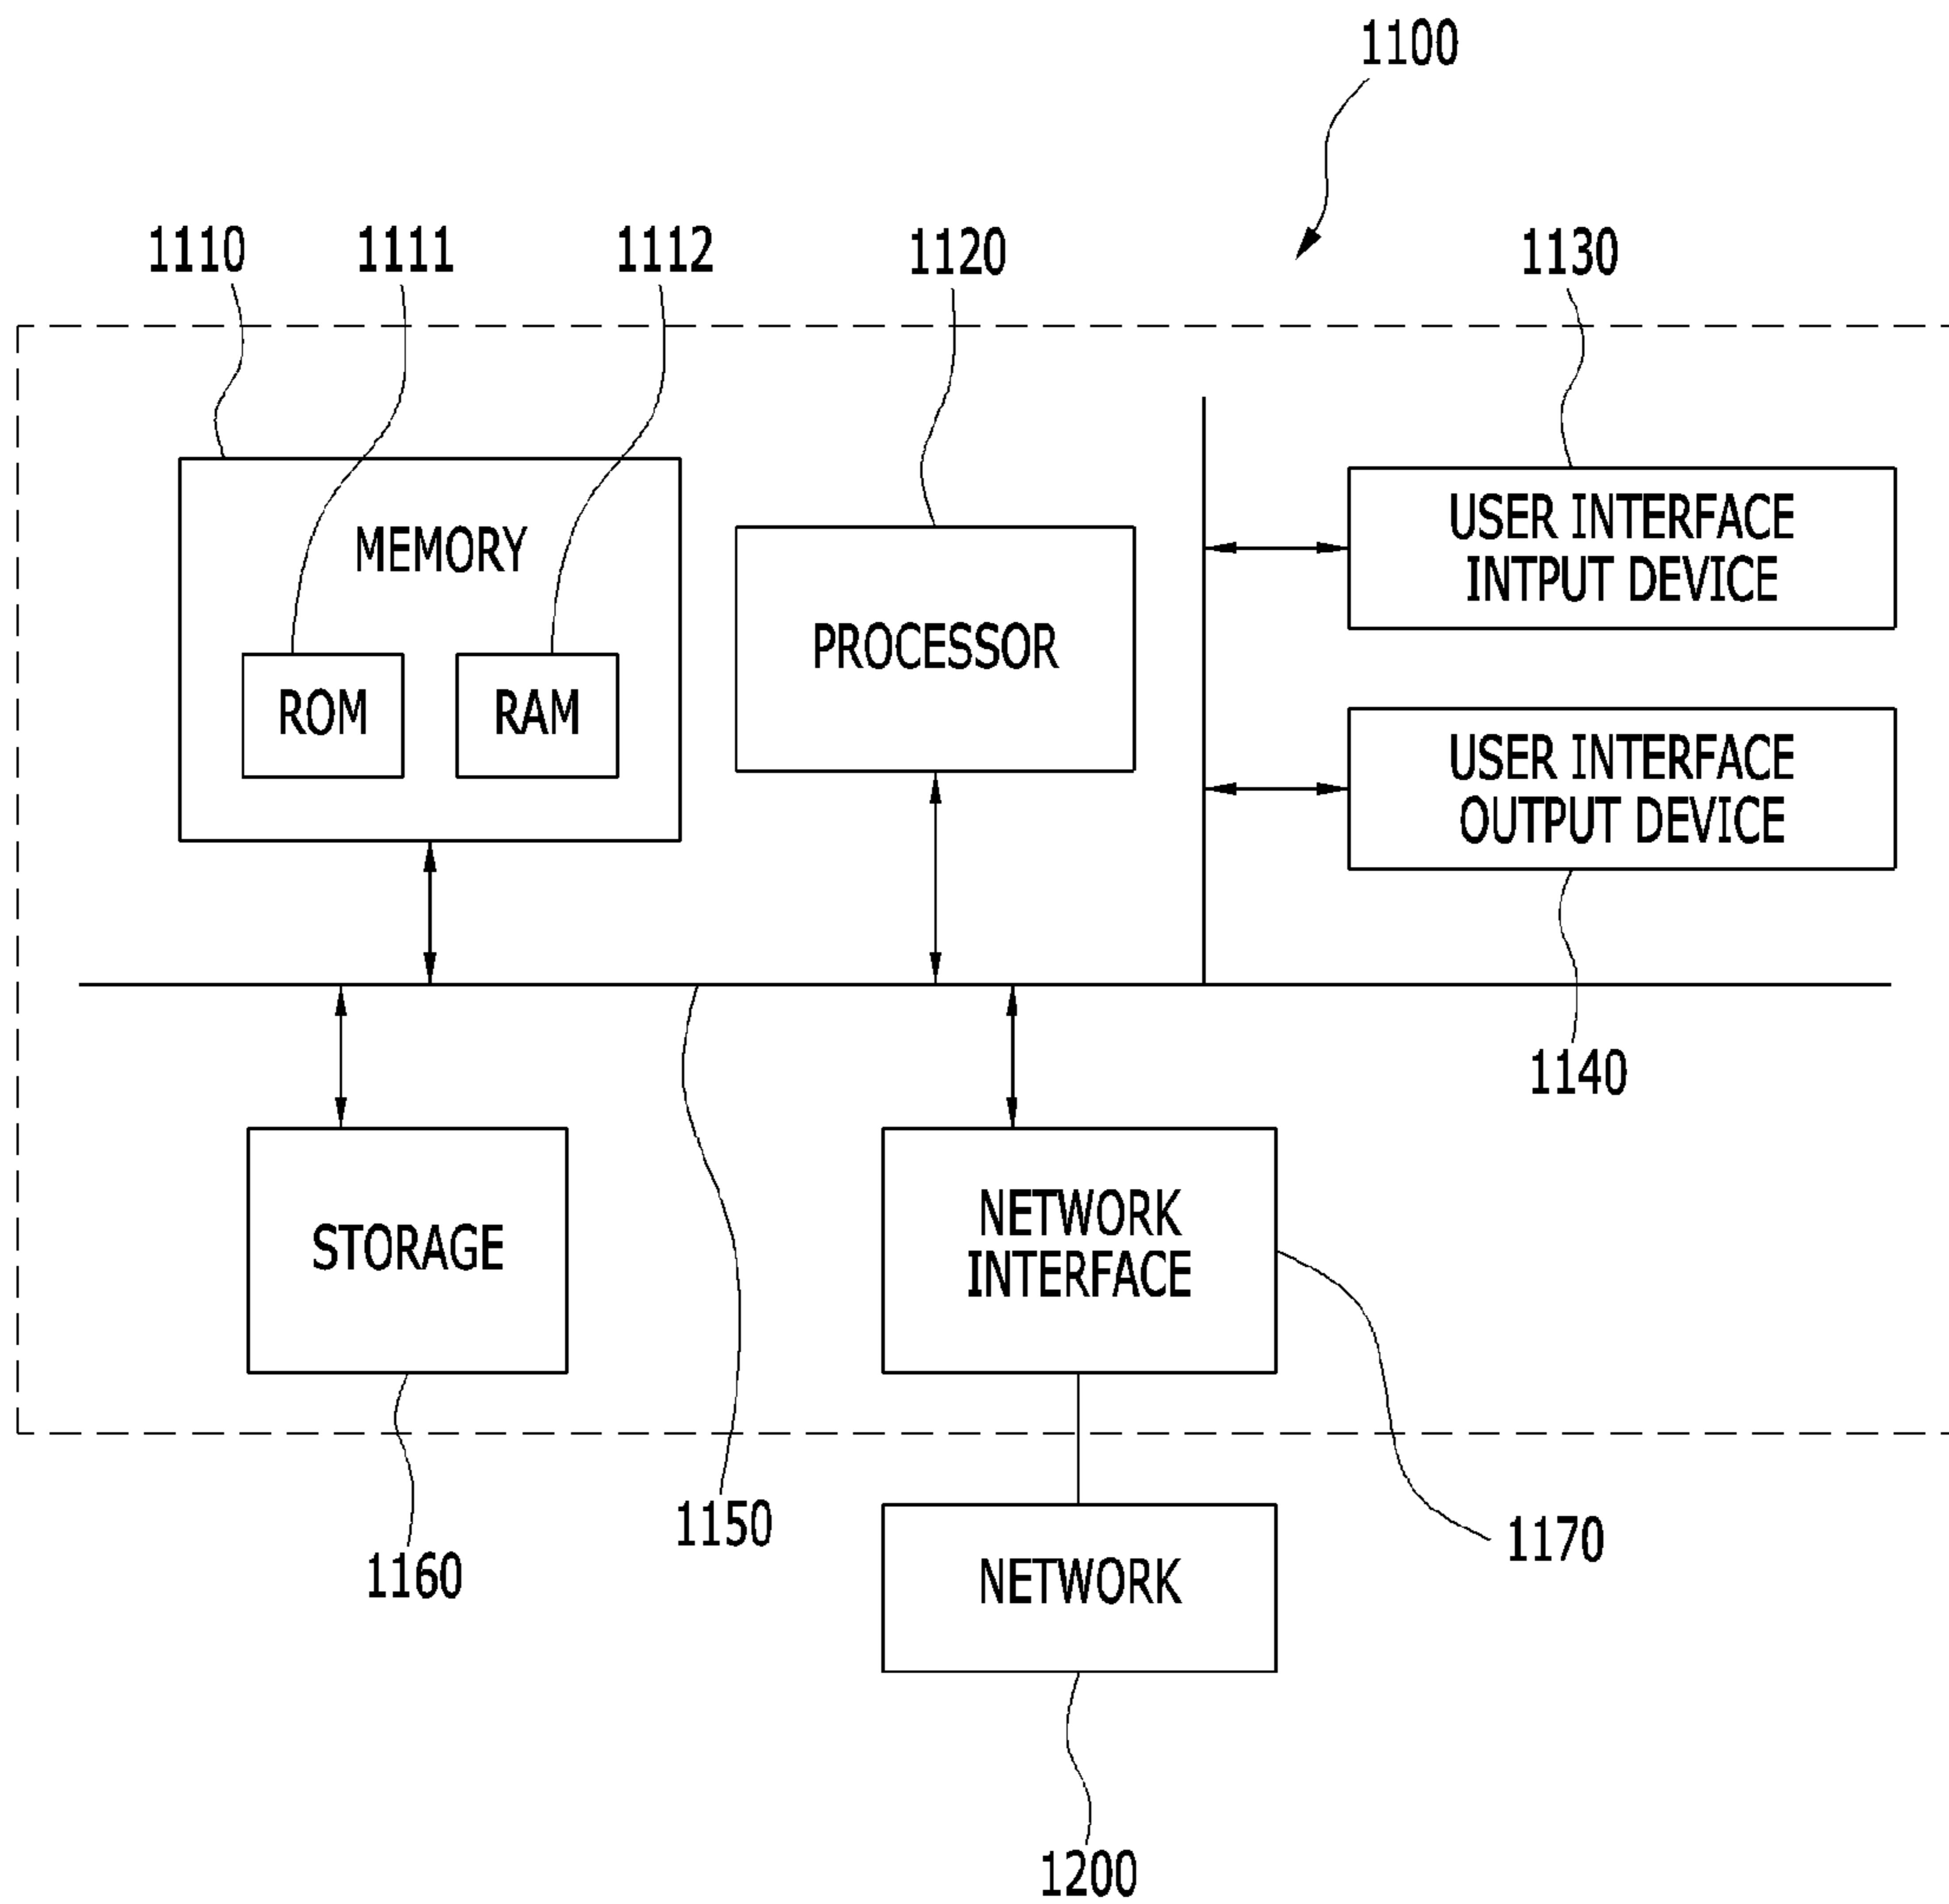 1100
1110
1111
1112
1120
1130
MEMORY
ROM
RAM
PROCESSOR
USER INTERFACE
INTPUT DEVICE
USER INTERFACE
OUTPUT DEVICE
1140
STORAGE
NETWORK
INTERFACE
1150
1160
1170
NETWORK
1200